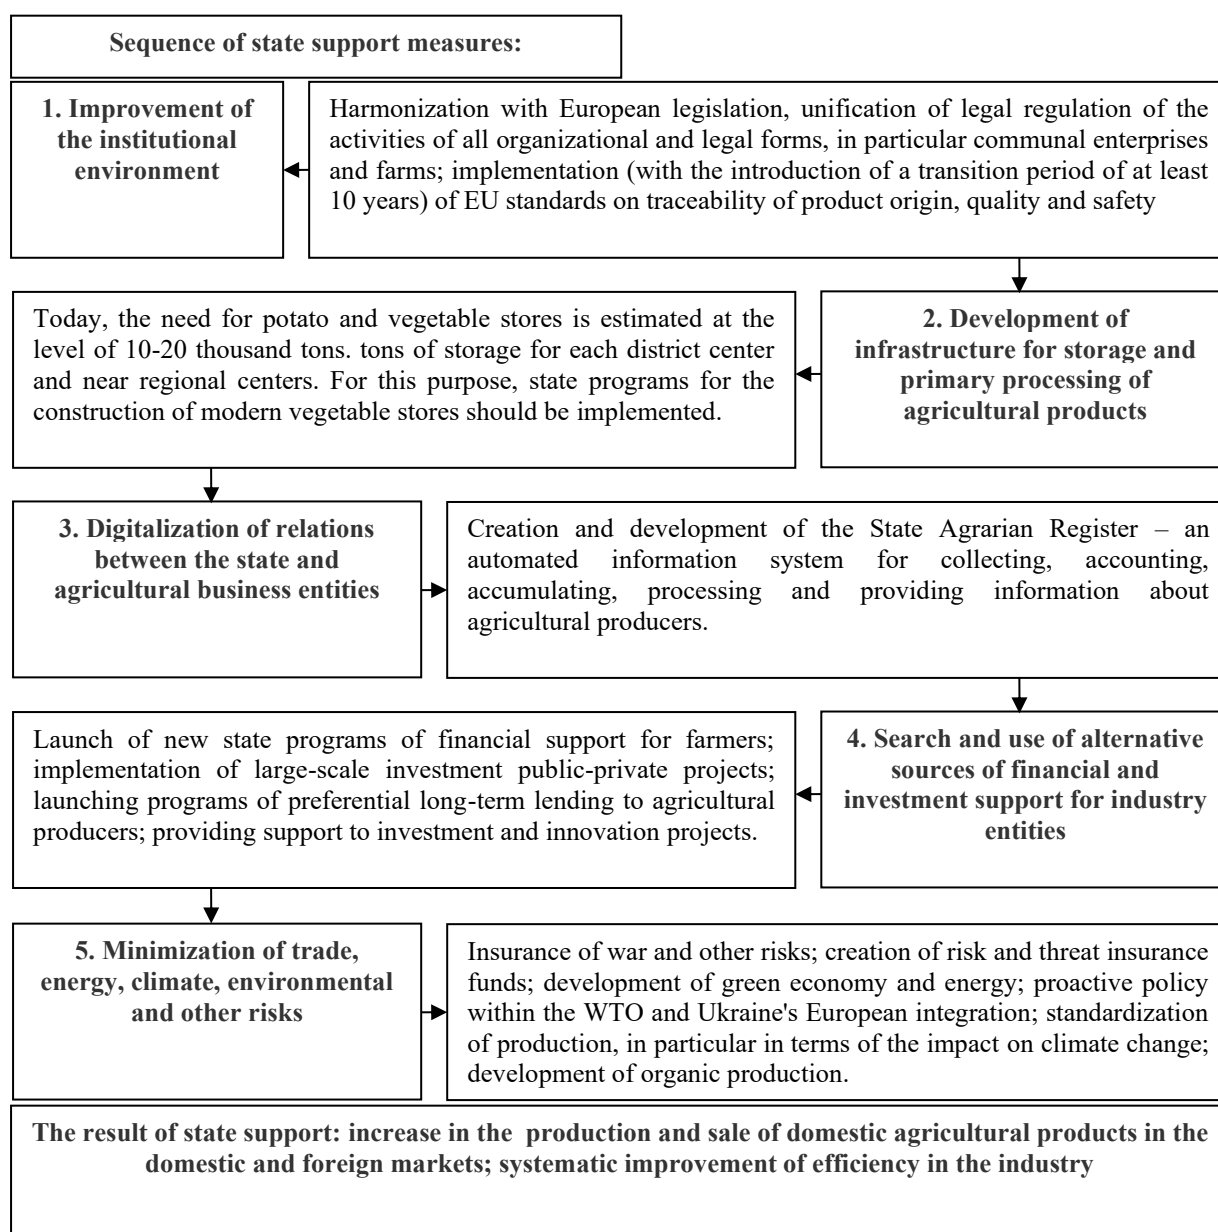 Sequence of state support measures:
1. Improvement of
the institutional
environment
Harmonization with European legislation, unification of legal regulation of the
activities of all organizational and legal forms, in particular communal enterprises
and farms; implementation (with the introduction of a transition period of at least
10 years) of EU standards on traceability of product origin, quality and safety
2. Development of
infrastructure for storage and
primary processing of
agricultural products
Today, the need for potato and vegetable stores is estimated at the
level of 10-20 thousand tons. tons of storage for each district center
and near regional centers. For this purpose, state programs for the
construction of modern vegetable stores should be implemented.
3. Digitalization of relations
between the state and
agricultural business entities
Creation and development of the State Agrarian Register – an
automated information system for collecting, accounting,
accumulating, processing and providing information about
agricultural producers.
4. Search and use of alternative
sources of financial and
investment support for industry
entities
Launch of new state programs of financial support for farmers;
implementation of large-scale investment public-private projects;
launching programs of preferential long-term lending to agricultural
producers; providing support to investment and innovation projects.
5. Minimization of trade,
energy, climate, environmental
and other risks
Insurance of war and other risks; creation of risk and threat insurance
funds; development of green economy and energy; proactive policy
within the WTO and Ukraine's European integration; standardization
of production, in particular in terms of the impact on climate change;
development of organic production.
The result of state support: increase in the production and sale of domestic agricultural products in the
domestic and foreign markets; systematic improvement of efficiency in the industry